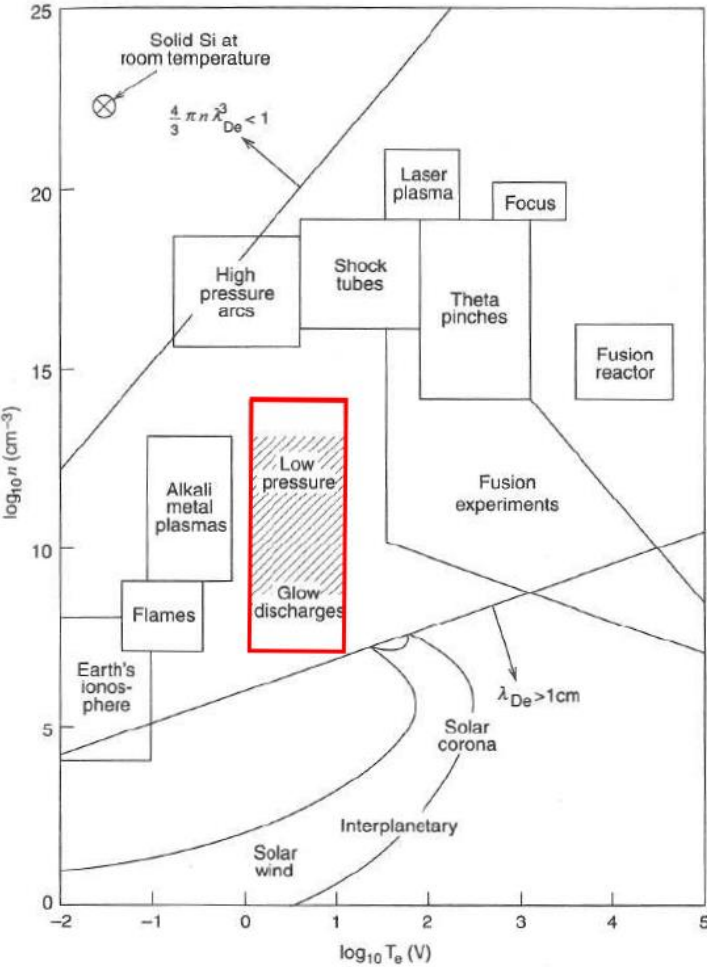 25
Solid Si at
room temperature
4/3 π n λ³De < 1
20
Laser
plasma
Focus
High
pressure
arcs
Shock
tubes
Theta
pinches
Fusion
reactor
15
log10 n (cm−3)
Low
pressure
Alkali
metal
plasmas
Fusion
experiments
10
Glow
discharges
Flames
Earth's
ionos-
phere
λDe>1cm
5
Solar
corona
Interplanetary
Solar
wind
0
−2 −1 0 1 2 3 4 5
log10 Te (V)